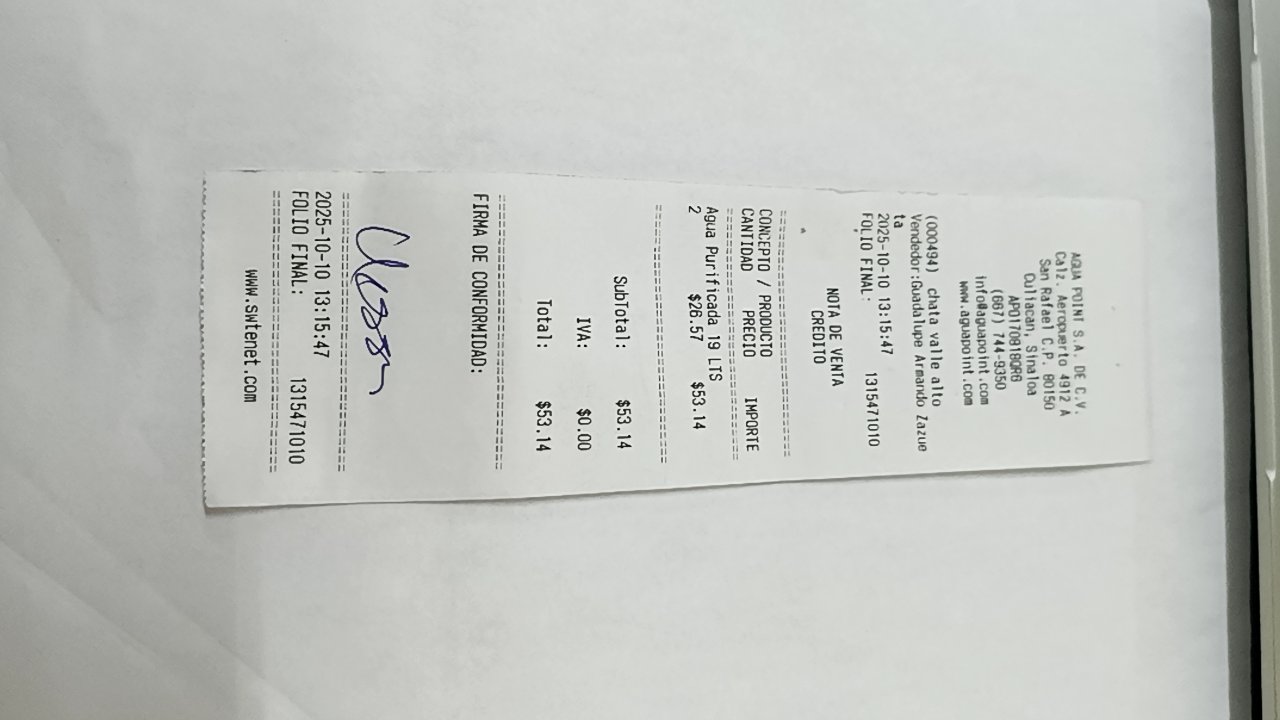 AGUA POINT S.A. DE C.V.
Calz. Aeropuerto 4912 A
San Rafael C.P. 80150
Culiacan, Sinaloa
APO170818QR6
(667) 744-9350
info@aguapoint.com
www.aguapoint.com
(000494) chata valle alto
Vendedor:Guadalupe Armando Zazue
ta
2025-10-10 13:15:47
FOLIO FINAL: 1315471010
NOTA DE VENTA
CREDITO
CONCEPTO / PRODUCTO
CANTIDAD PRECIO IMPORTE
Agua Purificada 19 LTS
2 $26.57 $53.14
SubTotal: $53.14
IVA: $0.00
Total: $53.14
FIRMA DE CONFORMIDAD:
2025-10-10 13:15:47
FOLIO FINAL: 1315471010
www.swtenet.com